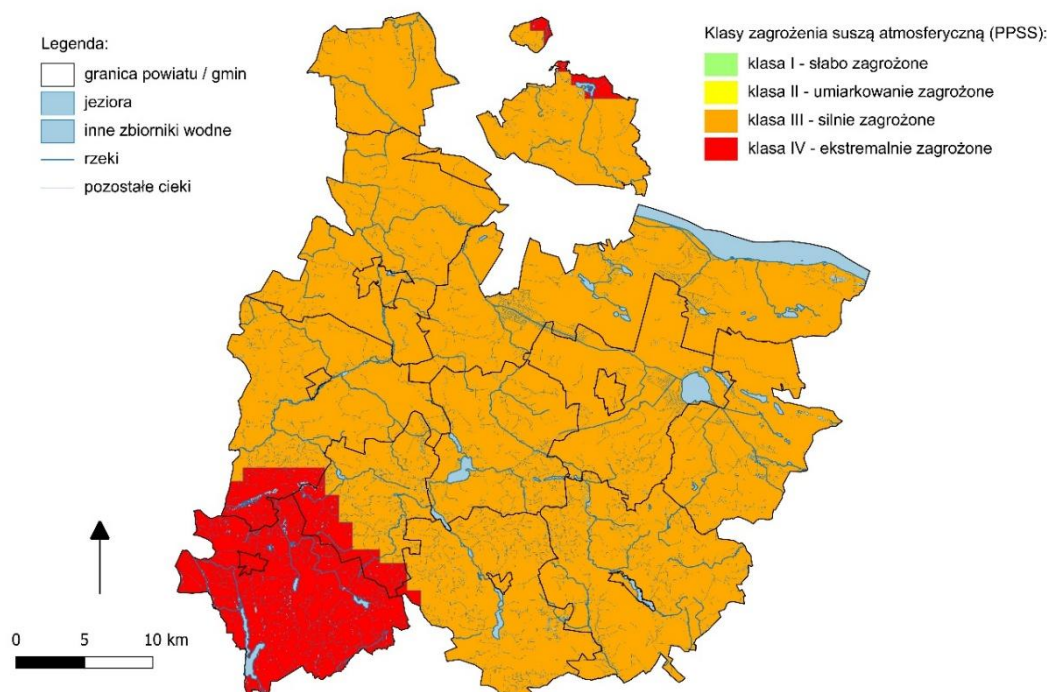 Legenda:
granica powiatu / gmin
jeziora
inne zbiorniki wodne
rzeki
pozostałe cieki
Klasy zagrożenia suszą atmosferyczną (PPSS):
klasa I - słabo zagrożone
klasa II - umiarkowanie zagrożone
klasa III - silnie zagrożone
klasa IV - ekstremalnie zagrożone
0 5 10 km